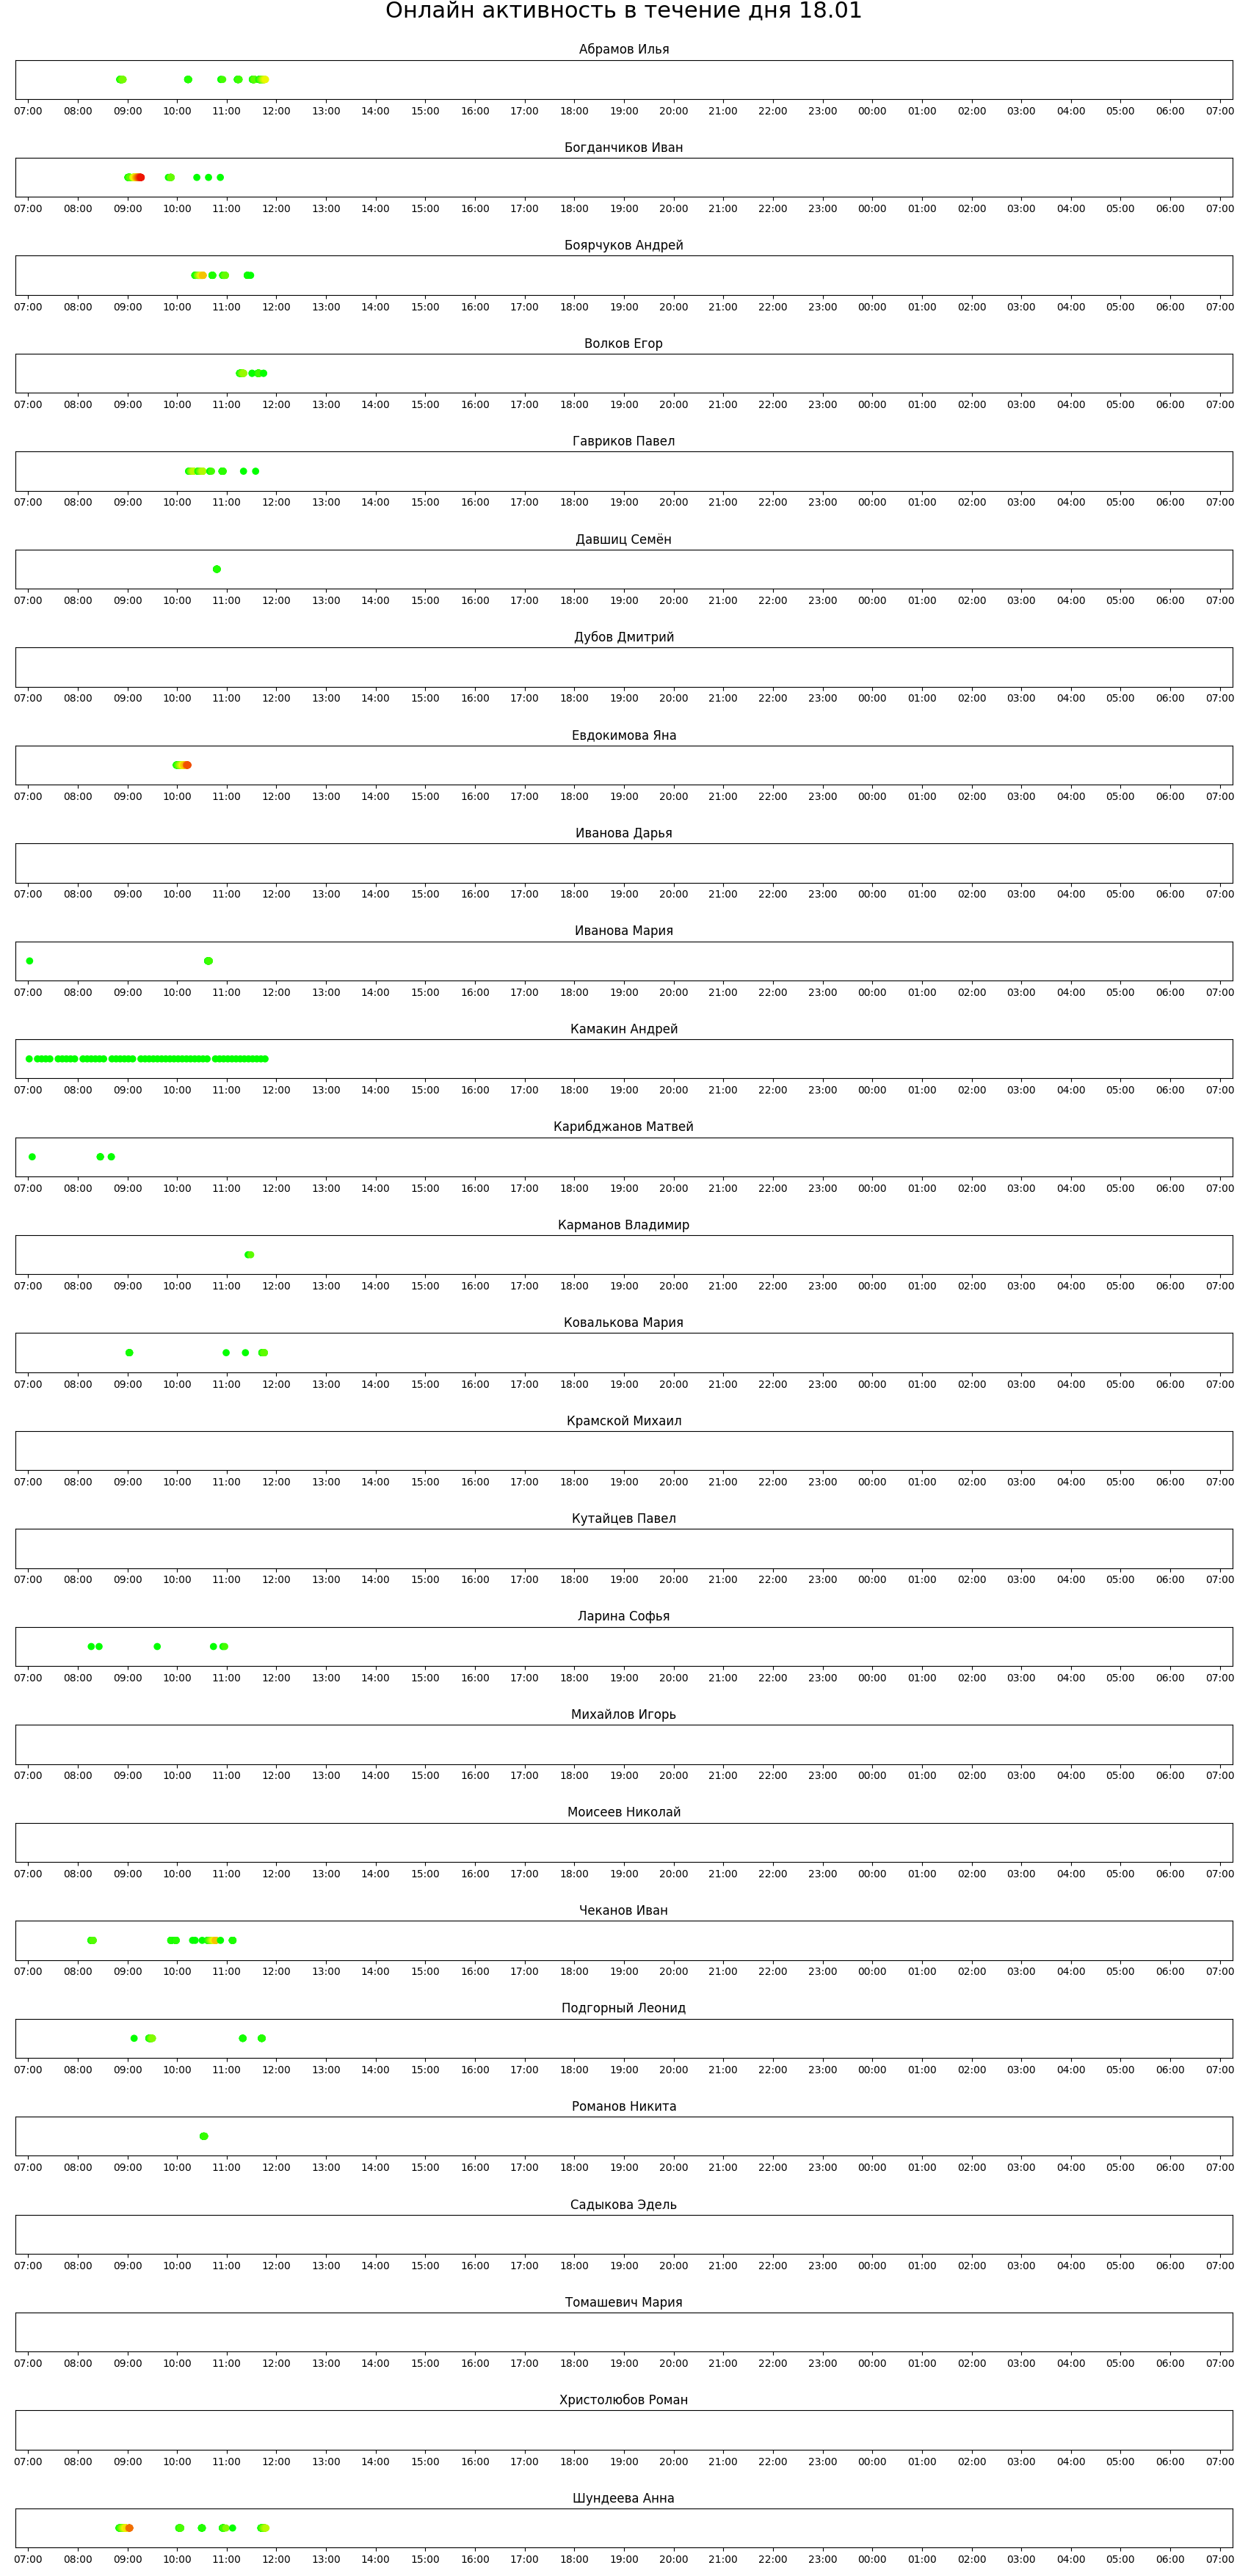 Онлайн активность в течение дня 18.01
Абрамов Илья
07:00 08:00 09:00 10:00 11:00 12:00 13:00 14:00 15:00 16:00 17:00 18:00 19:00 20:00 21:00 22:00 23:00 00:00 01:00 02:00 03:00 04:00 05:00 06:00 07:00
Богданчиков Иван
07:00 08:00 09:00 10:00 11:00 12:00 13:00 14:00 15:00 16:00 17:00 18:00 19:00 20:00 21:00 22:00 23:00 00:00 01:00 02:00 03:00 04:00 05:00 06:00 07:00
Боярчуков Андрей
07:00 08:00 09:00 10:00 11:00 12:00 13:00 14:00 15:00 16:00 17:00 18:00 19:00 20:00 21:00 22:00 23:00 00:00 01:00 02:00 03:00 04:00 05:00 06:00 07:00
Волков Егор
07:00 08:00 09:00 10:00 11:00 12:00 13:00 14:00 15:00 16:00 17:00 18:00 19:00 20:00 21:00 22:00 23:00 00:00 01:00 02:00 03:00 04:00 05:00 06:00 07:00
Гавриков Павел
07:00 08:00 09:00 10:00 11:00 12:00 13:00 14:00 15:00 16:00 17:00 18:00 19:00 20:00 21:00 22:00 23:00 00:00 01:00 02:00 03:00 04:00 05:00 06:00 07:00
Давшиц Семён
07:00 08:00 09:00 10:00 11:00 12:00 13:00 14:00 15:00 16:00 17:00 18:00 19:00 20:00 21:00 22:00 23:00 00:00 01:00 02:00 03:00 04:00 05:00 06:00 07:00
Дубов Дмитрий
07:00 08:00 09:00 10:00 11:00 12:00 13:00 14:00 15:00 16:00 17:00 18:00 19:00 20:00 21:00 22:00 23:00 00:00 01:00 02:00 03:00 04:00 05:00 06:00 07:00
Евдокимова Яна
07:00 08:00 09:00 10:00 11:00 12:00 13:00 14:00 15:00 16:00 17:00 18:00 19:00 20:00 21:00 22:00 23:00 00:00 01:00 02:00 03:00 04:00 05:00 06:00 07:00
Иванова Дарья
07:00 08:00 09:00 10:00 11:00 12:00 13:00 14:00 15:00 16:00 17:00 18:00 19:00 20:00 21:00 22:00 23:00 00:00 01:00 02:00 03:00 04:00 05:00 06:00 07:00
Иванова Мария
07:00 08:00 09:00 10:00 11:00 12:00 13:00 14:00 15:00 16:00 17:00 18:00 19:00 20:00 21:00 22:00 23:00 00:00 01:00 02:00 03:00 04:00 05:00 06:00 07:00
Камакин Андрей
07:00 08:00 09:00 10:00 11:00 12:00 13:00 14:00 15:00 16:00 17:00 18:00 19:00 20:00 21:00 22:00 23:00 00:00 01:00 02:00 03:00 04:00 05:00 06:00 07:00
Карибджанов Матвей
07:00 08:00 09:00 10:00 11:00 12:00 13:00 14:00 15:00 16:00 17:00 18:00 19:00 20:00 21:00 22:00 23:00 00:00 01:00 02:00 03:00 04:00 05:00 06:00 07:00
Карманов Владимир
07:00 08:00 09:00 10:00 11:00 12:00 13:00 14:00 15:00 16:00 17:00 18:00 19:00 20:00 21:00 22:00 23:00 00:00 01:00 02:00 03:00 04:00 05:00 06:00 07:00
Ковалькова Мария
07:00 08:00 09:00 10:00 11:00 12:00 13:00 14:00 15:00 16:00 17:00 18:00 19:00 20:00 21:00 22:00 23:00 00:00 01:00 02:00 03:00 04:00 05:00 06:00 07:00
Крамской Михаил
07:00 08:00 09:00 10:00 11:00 12:00 13:00 14:00 15:00 16:00 17:00 18:00 19:00 20:00 21:00 22:00 23:00 00:00 01:00 02:00 03:00 04:00 05:00 06:00 07:00
Кутайцев Павел
07:00 08:00 09:00 10:00 11:00 12:00 13:00 14:00 15:00 16:00 17:00 18:00 19:00 20:00 21:00 22:00 23:00 00:00 01:00 02:00 03:00 04:00 05:00 06:00 07:00
Ларина Софья
07:00 08:00 09:00 10:00 11:00 12:00 13:00 14:00 15:00 16:00 17:00 18:00 19:00 20:00 21:00 22:00 23:00 00:00 01:00 02:00 03:00 04:00 05:00 06:00 07:00
Михайлов Игорь
07:00 08:00 09:00 10:00 11:00 12:00 13:00 14:00 15:00 16:00 17:00 18:00 19:00 20:00 21:00 22:00 23:00 00:00 01:00 02:00 03:00 04:00 05:00 06:00 07:00
Моисеев Николай
07:00 08:00 09:00 10:00 11:00 12:00 13:00 14:00 15:00 16:00 17:00 18:00 19:00 20:00 21:00 22:00 23:00 00:00 01:00 02:00 03:00 04:00 05:00 06:00 07:00
Чеканов Иван
07:00 08:00 09:00 10:00 11:00 12:00 13:00 14:00 15:00 16:00 17:00 18:00 19:00 20:00 21:00 22:00 23:00 00:00 01:00 02:00 03:00 04:00 05:00 06:00 07:00
Подгорный Леонид
07:00 08:00 09:00 10:00 11:00 12:00 13:00 14:00 15:00 16:00 17:00 18:00 19:00 20:00 21:00 22:00 23:00 00:00 01:00 02:00 03:00 04:00 05:00 06:00 07:00
Романов Никита
07:00 08:00 09:00 10:00 11:00 12:00 13:00 14:00 15:00 16:00 17:00 18:00 19:00 20:00 21:00 22:00 23:00 00:00 01:00 02:00 03:00 04:00 05:00 06:00 07:00
Садыкова Эдель
07:00 08:00 09:00 10:00 11:00 12:00 13:00 14:00 15:00 16:00 17:00 18:00 19:00 20:00 21:00 22:00 23:00 00:00 01:00 02:00 03:00 04:00 05:00 06:00 07:00
Томашевич Мария
07:00 08:00 09:00 10:00 11:00 12:00 13:00 14:00 15:00 16:00 17:00 18:00 19:00 20:00 21:00 22:00 23:00 00:00 01:00 02:00 03:00 04:00 05:00 06:00 07:00
Христолюбов Роман
07:00 08:00 09:00 10:00 11:00 12:00 13:00 14:00 15:00 16:00 17:00 18:00 19:00 20:00 21:00 22:00 23:00 00:00 01:00 02:00 03:00 04:00 05:00 06:00 07:00
Шундеева Анна
07:00 08:00 09:00 10:00 11:00 12:00 13:00 14:00 15:00 16:00 17:00 18:00 19:00 20:00 21:00 22:00 23:00 00:00 01:00 02:00 03:00 04:00 05:00 06:00 07:00